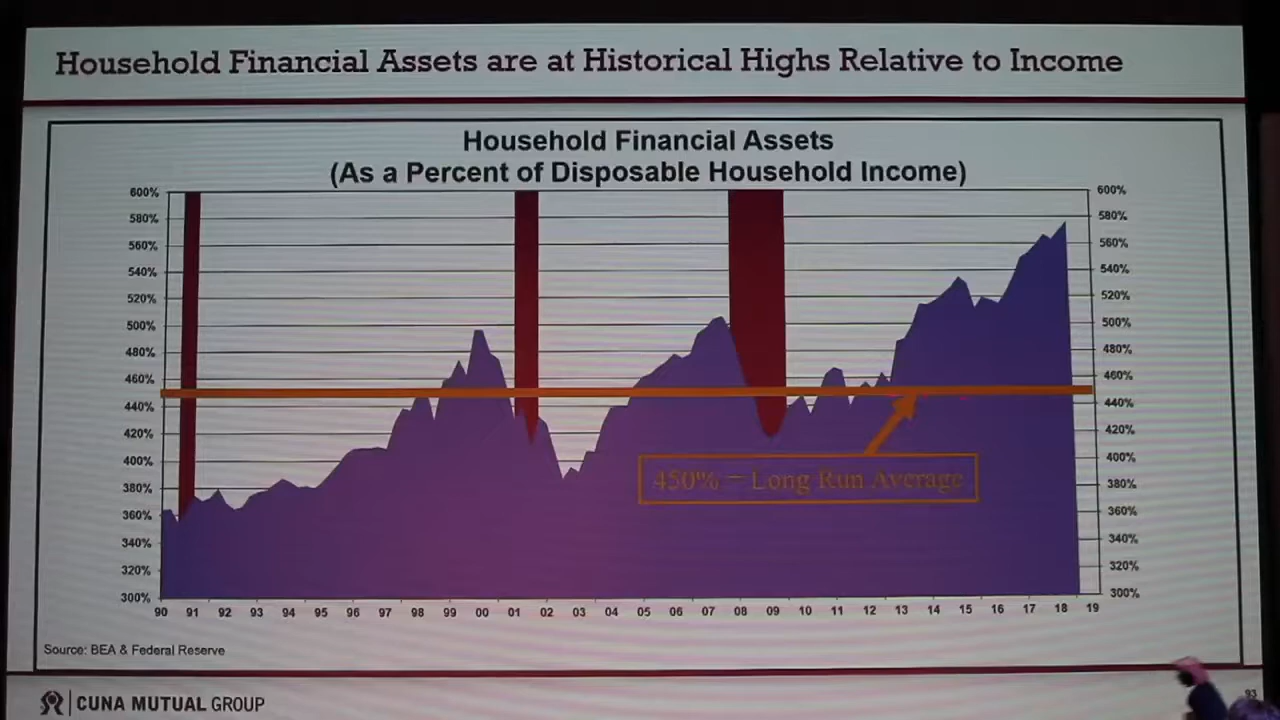 Household Financial Assets are at Historical Highs Relative to Income
Household Financial Assets
(As a Percent of Disposable Household Income)
600% 600%
580% 580%
560% 560%
540% 540%
520% 520%
500% 500%
480% 480%
460% 460%
440% 440%
420% 420%
400% 400%
380% 380%
360% 360%
340% 340%
320% 320%
300% 300%
450% = Long Run Average
90 91 92 93 94 95 96 97 98 99 00 01 02 03 04 05 06 07 08 09 10 11 12 13 14 15 16 17 18 19
Source: BEA & Federal Reserve
CUNA MUTUAL GROUP
93